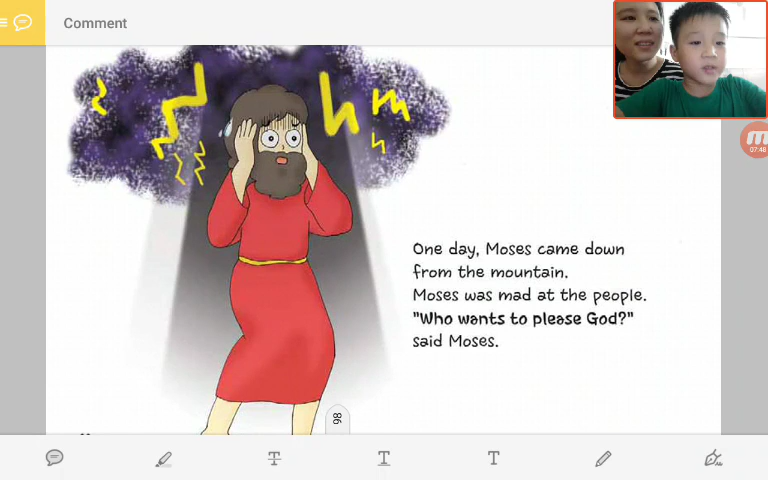 Comment
07:48
One day, Moses came down
from the mountain.
Moses was mad at the people.
"Who wants to please God?"
said Moses.
98
T
T
T